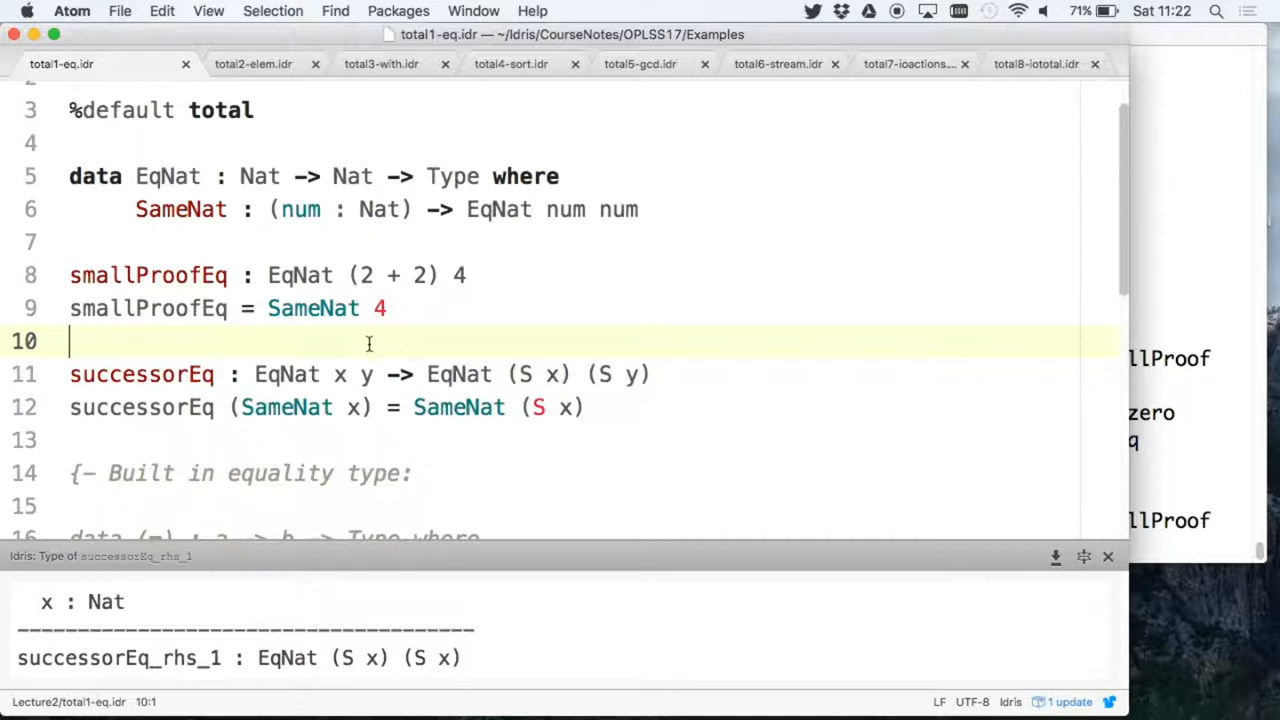 Atom File Edit View Selection Find Packages Window Help 71% Sat 11:22
total1-eq.idr — ~/Idris/CourseNotes/OPLSS17/Examples
total1-eq.idr total2-elem.idr total3-with.idr total4-sort.idr total5-gcd.idr total6-stream.idr total7-ioactions.... total8-iototal.idr
3 %default total
4
5 data EqNat : Nat -> Nat -> Type where
6 SameNat : (num : Nat) -> EqNat num num
7
8 smallProofEq : EqNat (2 + 2) 4
9 smallProofEq = SameNat 4
10
11 successorEq : EqNat x y -> EqNat (S x) (S y)
12 successorEq (SameNat x) = SameNat (S x)
13
14 {- Built in equality type:
15
16 data (=) : a -> b -> Type where
llProof
zero
q
llProof
Idris: Type of successorEq_rhs_1
x : Nat
--------------------------------------
successorEq_rhs_1 : EqNat (S x) (S x)
Lecture2/total1-eq.idr 10:1 LF UTF-8 Idris 1 update